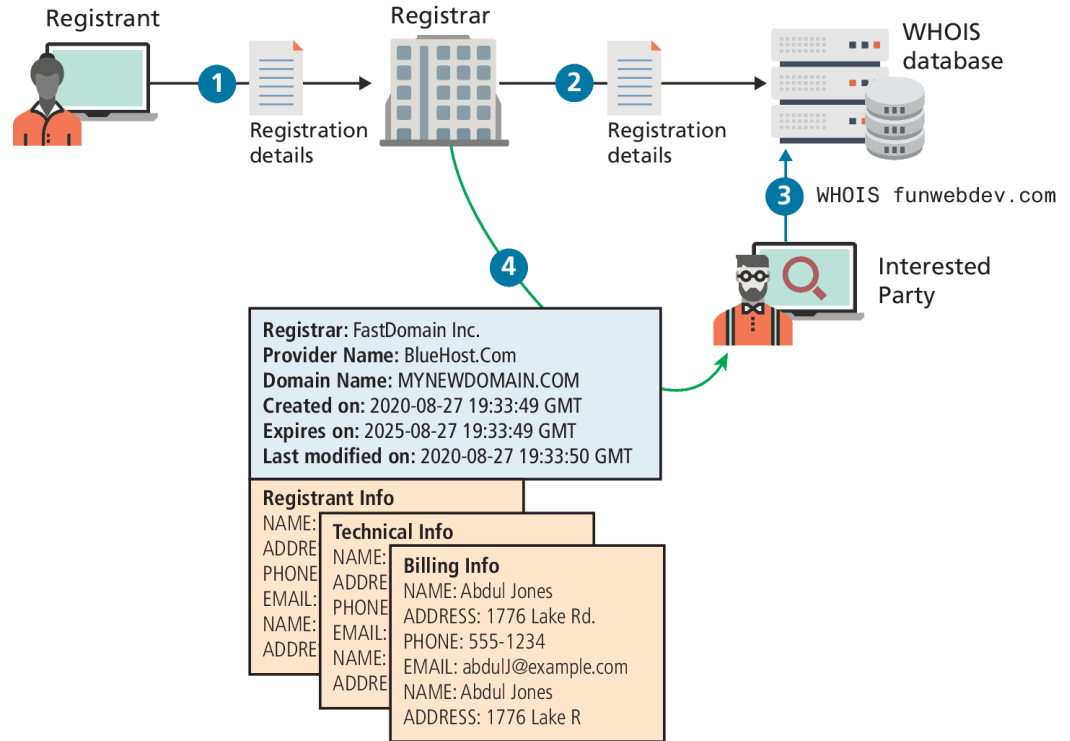 Registrant
Registrar
WHOIS
database
1
2
Registration
details
Registration
details
3
WHOIS funwebdev.com
4
Interested
Party
Registrar: FastDomain Inc.
Provider Name: BlueHost.Com
Domain Name: MYNEWDOMAIN.COM
Created on: 2020-08-27 19:33:49 GMT
Expires on: 2025-08-27 19:33:49 GMT
Last modified on: 2020-08-27 19:33:50 GMT
Registrant Info
NAME:
ADDRE
PHONE
EMAIL:
NAME:
ADDRE
Technical Info
NAME:
ADDRE
PHONE
EMAIL:
NAME:
ADDRE
Billing Info
NAME: Abdul Jones
ADDRESS: 1776 Lake Rd.
PHONE: 555-1234
EMAIL: abdulJ@example.com
NAME: Abdul Jones
ADDRESS: 1776 Lake R